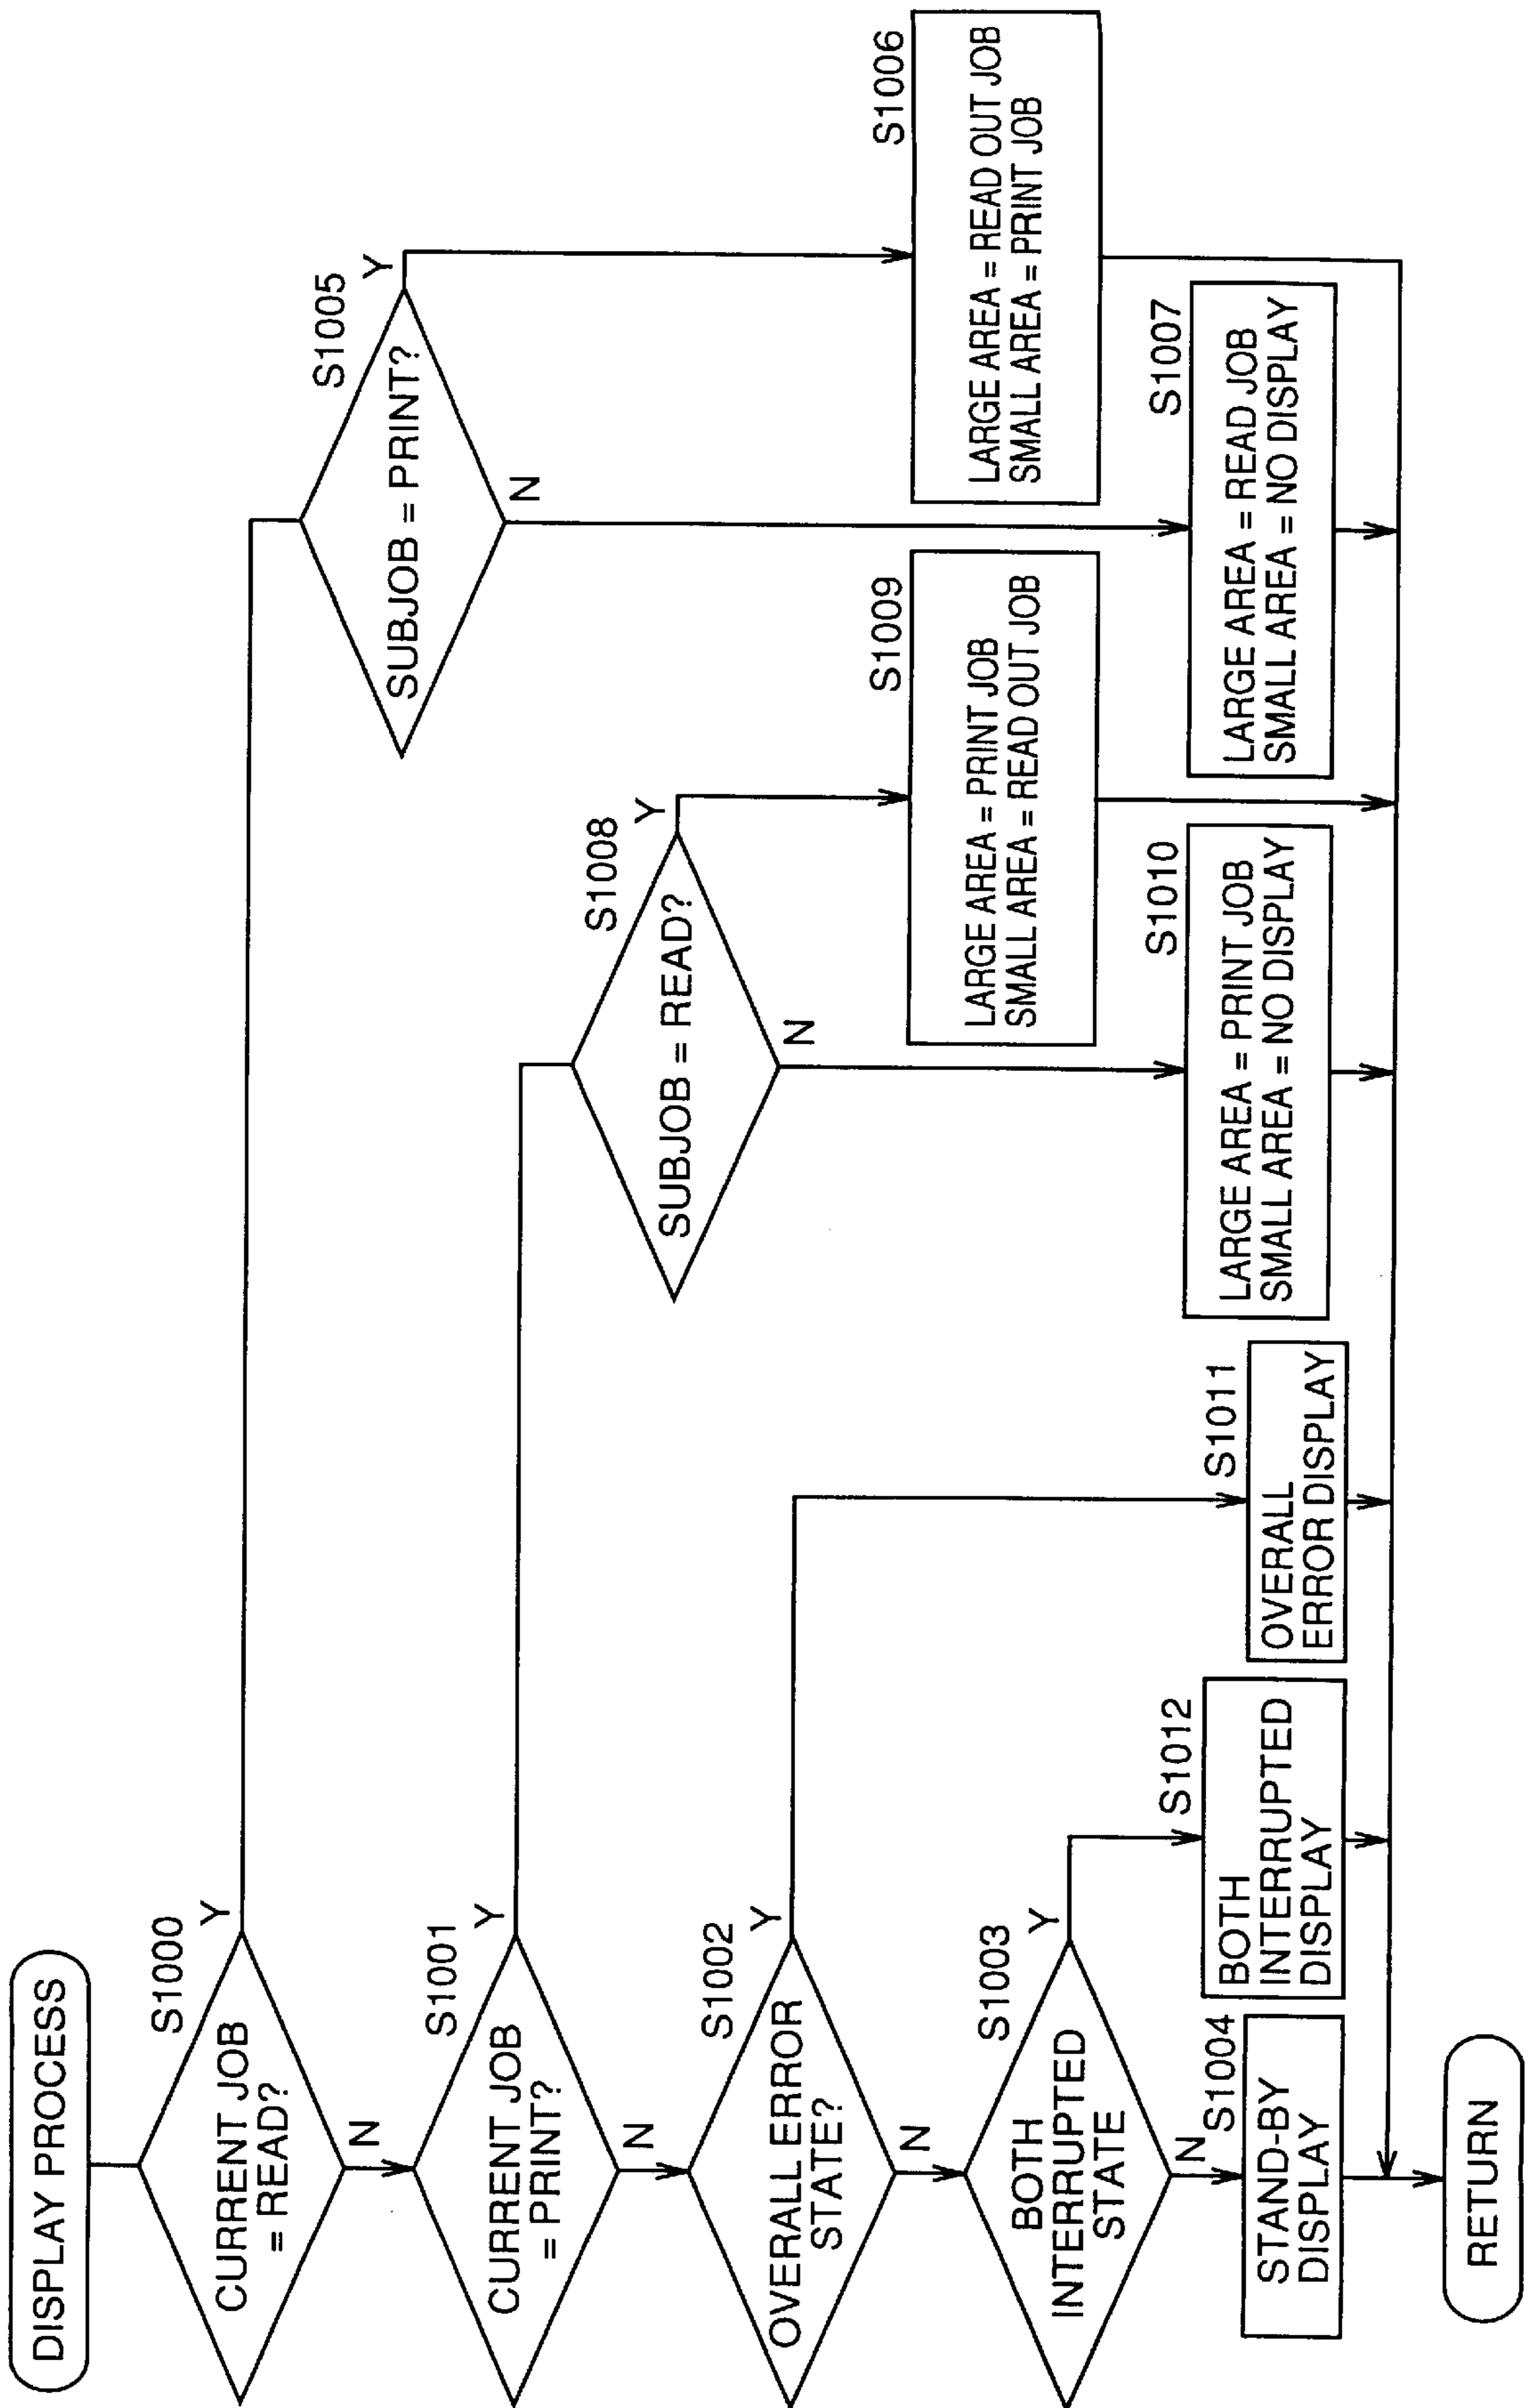 DISPLAY PROCESS
S1000
CURRENT JOB
= READ?
Y
N
S1001
CURRENT JOB
= PRINT?
Y
N
S1002
OVERALL ERROR
STATE?
Y
N
S1003
BOTH
INTERRUPTED
STATE
Y
N
S1004
STAND-BY
DISPLAY
RETURN
S1012
BOTH
INTERRUPTED
DISPLAY
S1011
OVERALL
ERROR DISPLAY
S1008
SUBJOB = READ?
Y
N
S1009
LARGE AREA = PRINT JOB
SMALL AREA = READ OUT JOB
S1010
LARGE AREA = PRINT JOB
SMALL AREA = NO DISPLAY
S1005
SUBJOB = PRINT?
Y
N
S1006
LARGE AREA = READ OUT JOB
SMALL AREA = PRINT JOB
S1007
LARGE AREA = READ JOB
SMALL AREA = NO DISPLAY